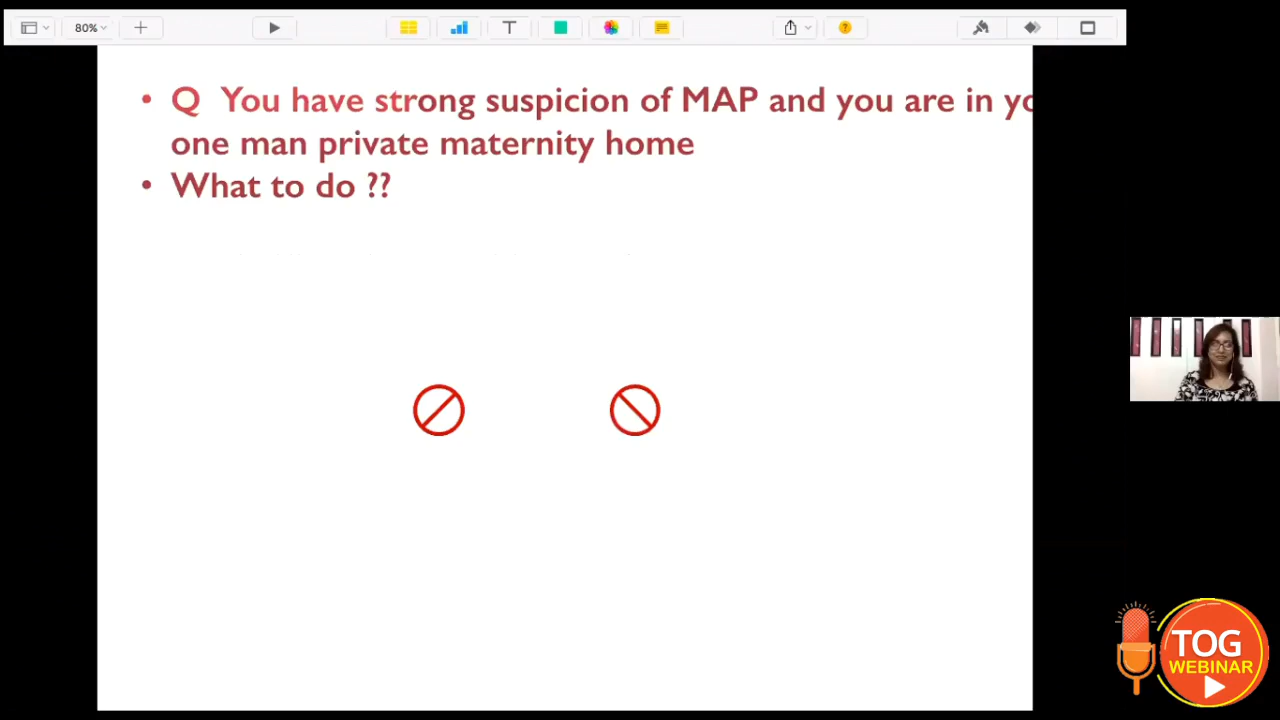 80%
• Q You have strong suspicion of MAP and you are in
one man private maternity home
• What to do ??
TOG
WEBINAR